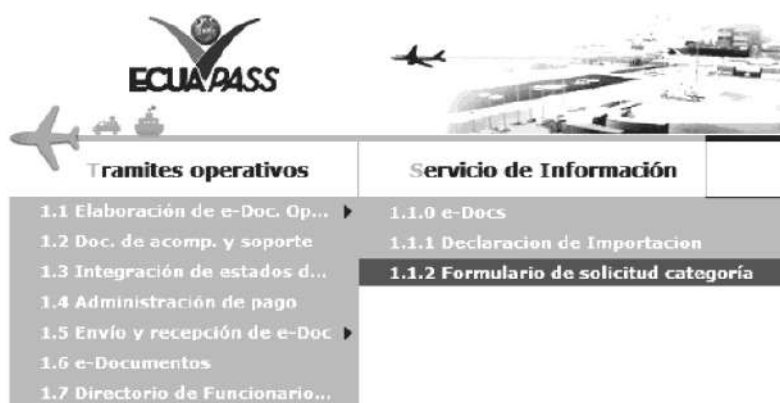 ECUAPASS
Tramites operativos
Servicio de Información
1.1 Elaboración de e-Doc. Op...
1.2 Doc. de acomp. y soporte
1.3 Integración de estados d...
1.4 Administración de pago
1.5 Envío y recepción de e-Doc
1.6 e-Documentos
1.7 Directorio de Funcionario...
1.1.0 e-Docs
1.1.1 Declaracion de Importacion
1.1.2 Formulario de solicitud categoría